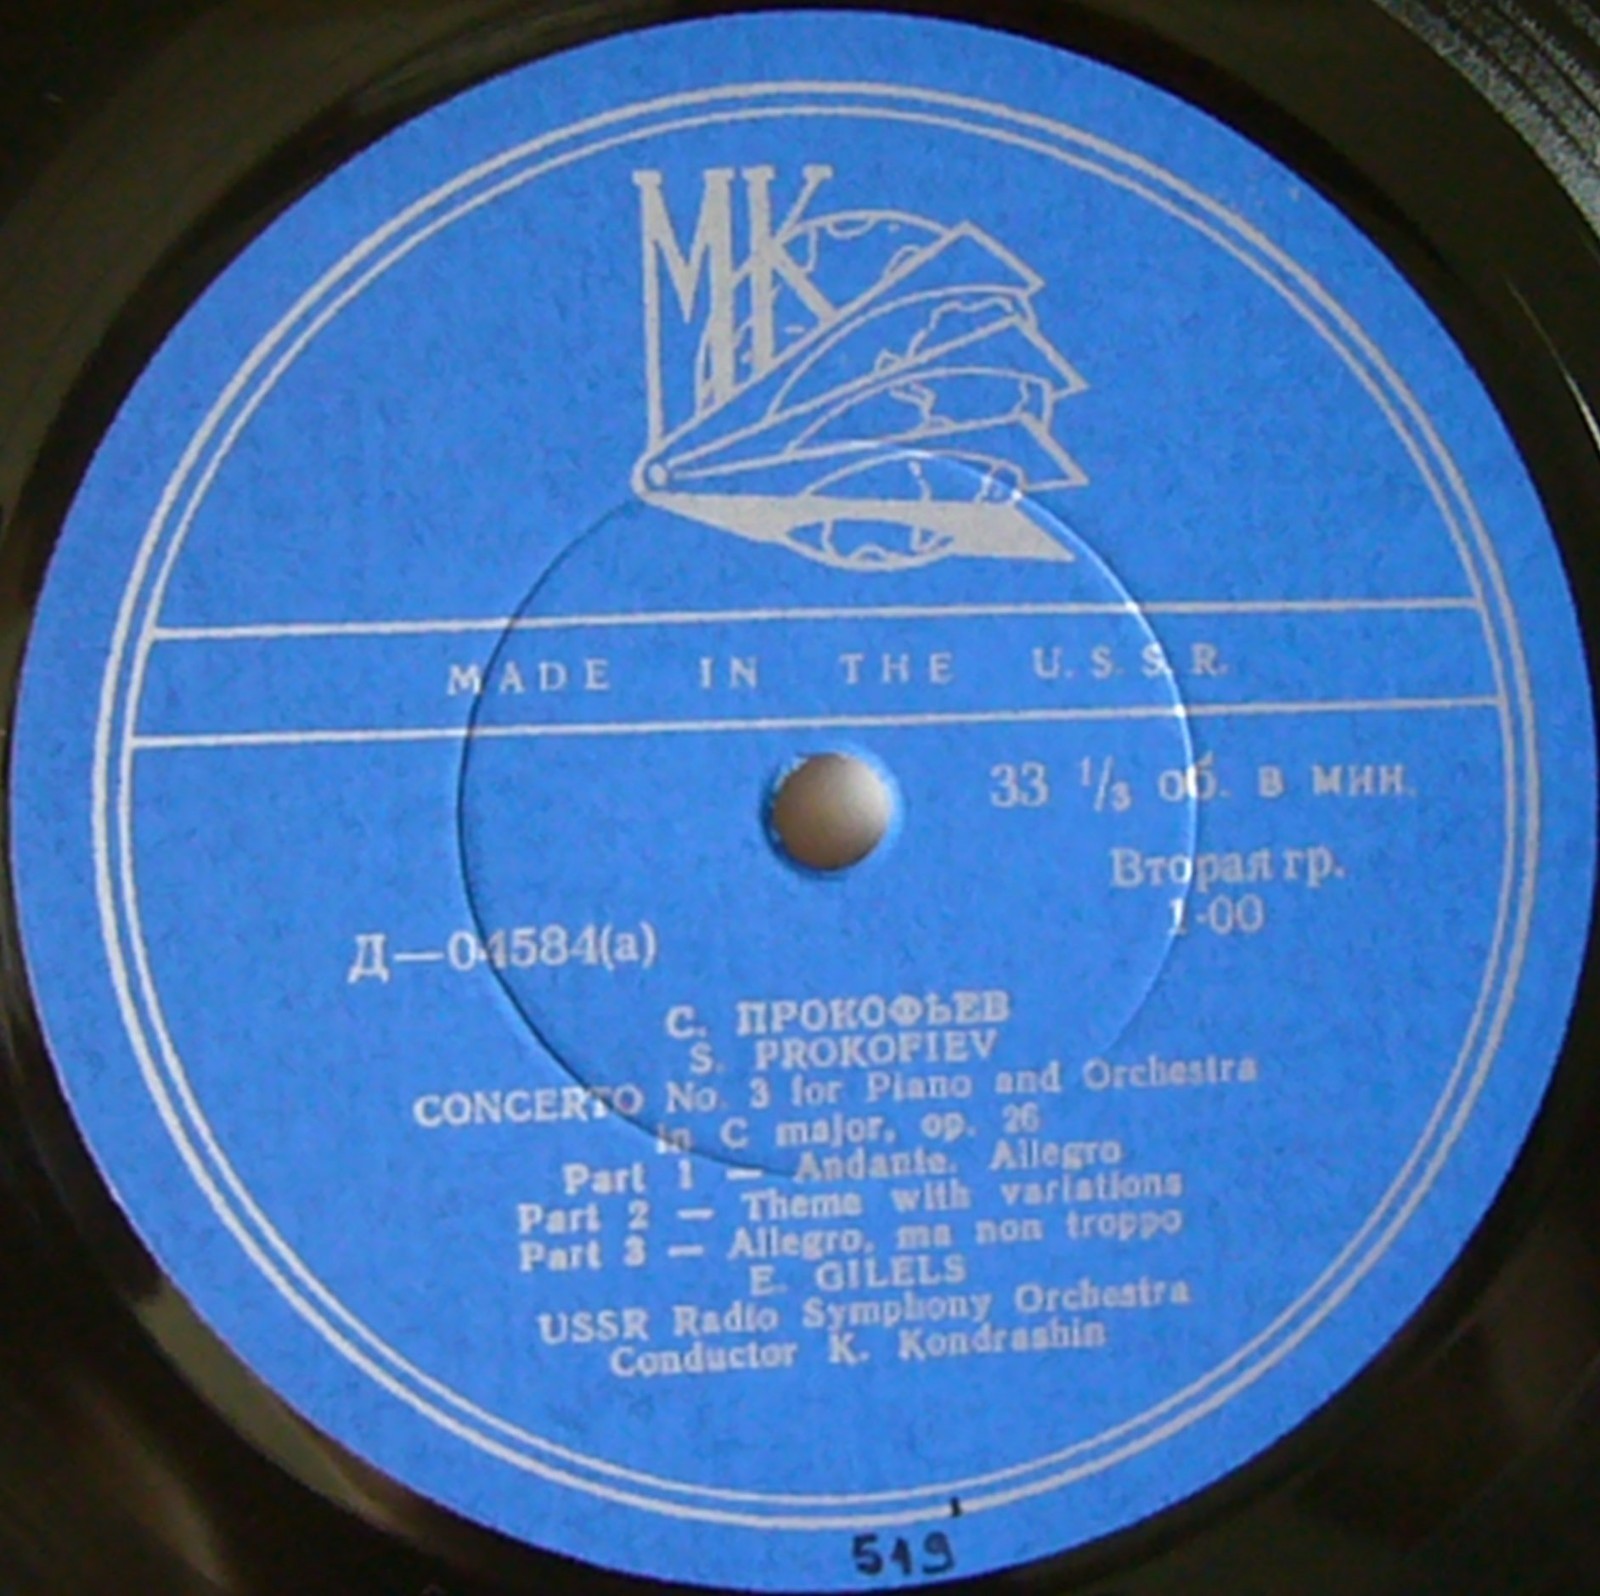 МК
MADE IN THE U.S.S.R.
33 1/3 об. в мин.
Вторая гр.
1-00
Д—04584(а)
С. ПРОКОФЬЕВ
S. PROKOFIEV
CONCERTO No. 3 for Piano and Orchestra
in C major, op. 26
Part 1 — Andante. Allegro
Part 2 — Theme with variations
Part 3 — Allegro, ma non troppo
E. GILELS
USSR Radio Symphony Orchestra
Conductor K. Kondrashin
519